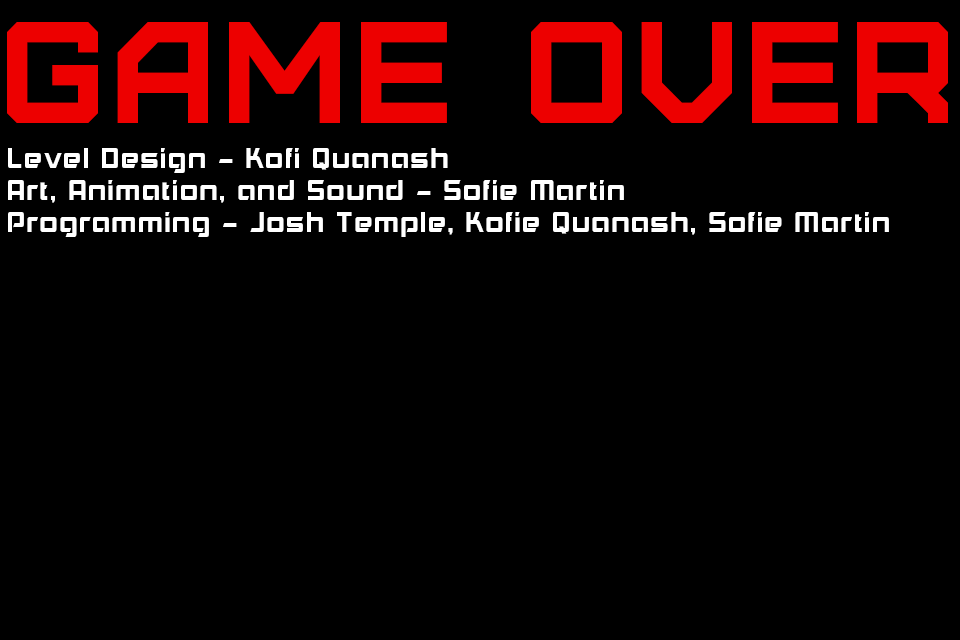 GAME OVER
Level Design - Kofi Quanash
Art, Animation, and Sound - Sofie Martin
Programming - Josh Temple, Kofie Quanash, Sofie Martin